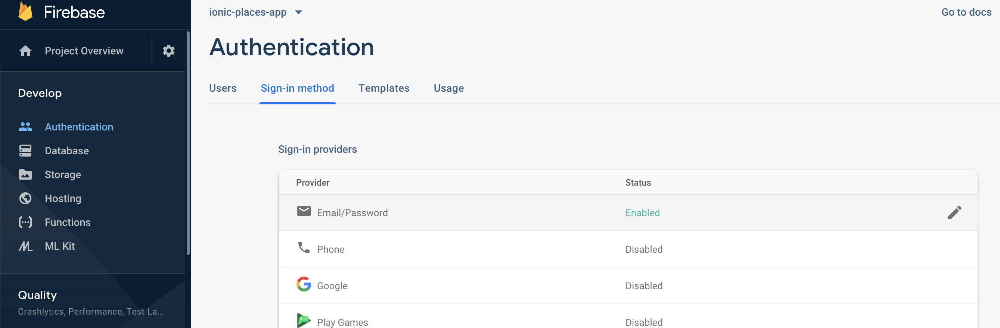 Firebase
Project Overview
Develop
Authentication
Database
Storage
Hosting
Functions
ML Kit
Quality
Crashlytics, Performance, Test La...
ionic-places-app
Go to docs
Authentication
Users Sign-in method Templates Usage
Sign-in providers
Provider Status
Email/Password Enabled
Phone Disabled
Google Disabled
Play Games Disabled